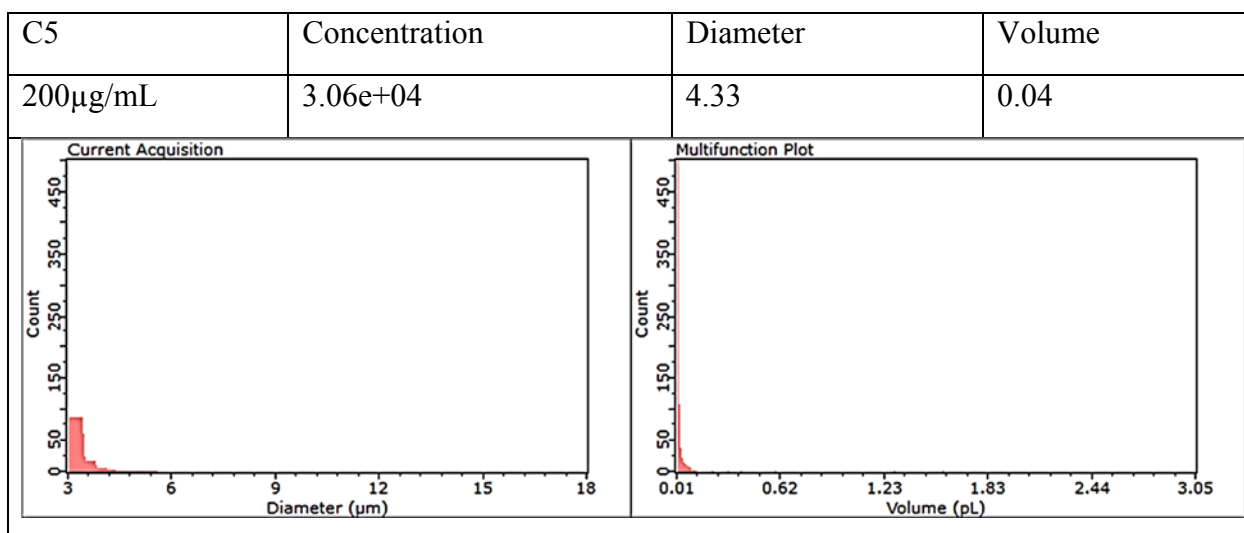 C5 Concentration Diameter Volume
200µg/mL 3.06e+04 4.33 0.04
Current Acquisition
Count
450
350
250
150
50
0
3 6 9 12 15 18
Diameter (µm)
Multifunction Plot
Count
450
350
250
150
50
0
0.01 0.62 1.23 1.83 2.44 3.05
Volume (pL)